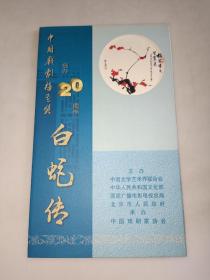 中国戏剧梅花奖
创办
20
周年
白蛇传
主办
中国文学艺术界联合会
中华人民共和国文化部
国家广播电影电视总局
北京市人民政府
承办
中国戏剧家协会